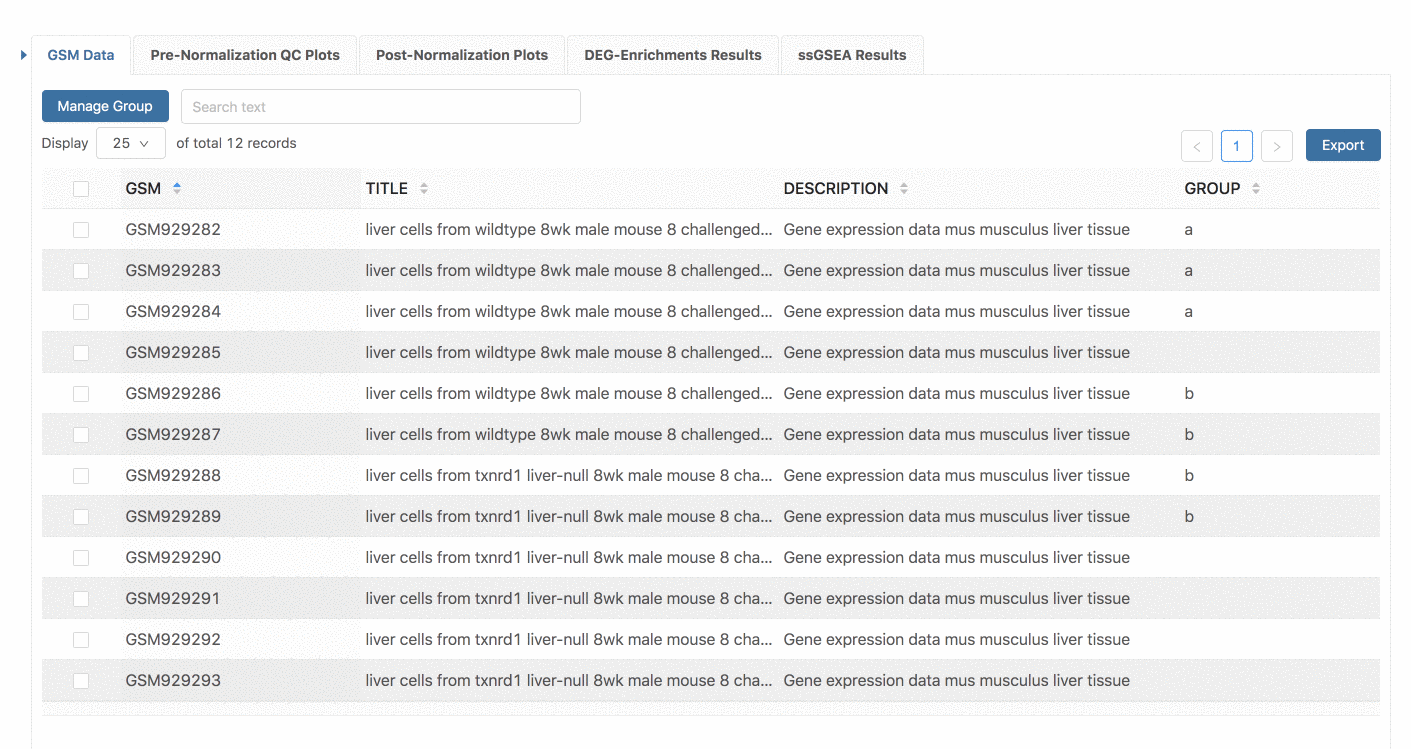 GSM Data Pre-Normalization QC Plots Post-Normalization Plots DEG-Enrichments Results ssGSEA Results
Manage Group Search text
Display 25 of total 12 records < 1 > Export
GSM TITLE DESCRIPTION GROUP
GSM929282 liver cells from wildtype 8wk male mouse 8 challenged... Gene expression data mus musculus liver tissue a
GSM929283 liver cells from wildtype 8wk male mouse 8 challenged... Gene expression data mus musculus liver tissue a
GSM929284 liver cells from wildtype 8wk male mouse 8 challenged... Gene expression data mus musculus liver tissue a
GSM929285 liver cells from wildtype 8wk male mouse 8 challenged... Gene expression data mus musculus liver tissue
GSM929286 liver cells from wildtype 8wk male mouse 8 challenged... Gene expression data mus musculus liver tissue b
GSM929287 liver cells from wildtype 8wk male mouse 8 challenged... Gene expression data mus musculus liver tissue b
GSM929288 liver cells from txnrd1 liver-null 8wk male mouse 8 cha... Gene expression data mus musculus liver tissue b
GSM929289 liver cells from txnrd1 liver-null 8wk male mouse 8 cha... Gene expression data mus musculus liver tissue b
GSM929290 liver cells from txnrd1 liver-null 8wk male mouse 8 cha... Gene expression data mus musculus liver tissue
GSM929291 liver cells from txnrd1 liver-null 8wk male mouse 8 cha... Gene expression data mus musculus liver tissue
GSM929292 liver cells from txnrd1 liver-null 8wk male mouse 8 cha... Gene expression data mus musculus liver tissue
GSM929293 liver cells from txnrd1 liver-null 8wk male mouse 8 cha... Gene expression data mus musculus liver tissue